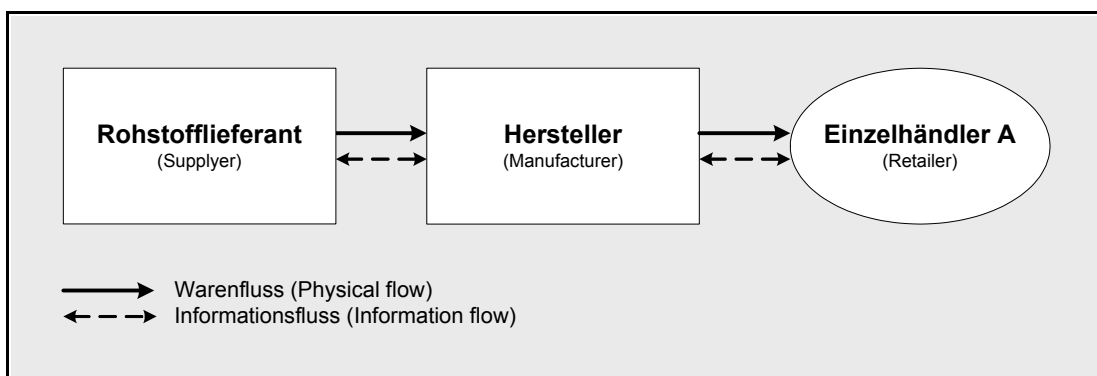 Rohstofflieferant
(Supplyer)
Hersteller
(Manufacturer)
Einzelhändler A
(Retailer)
Warenfluss (Physical flow)
Informationsfluss (Information flow)